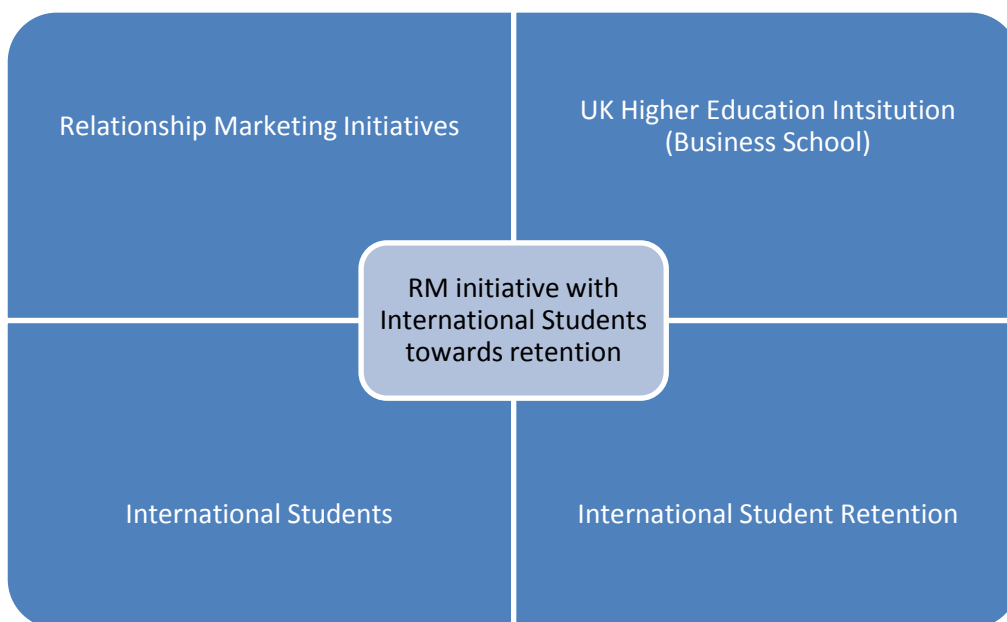 Relationship Marketing Initiatives
UK Higher Education Intsitution
(Business School)
RM initiative with
International Students
towards retention
International Students
International Student Retention